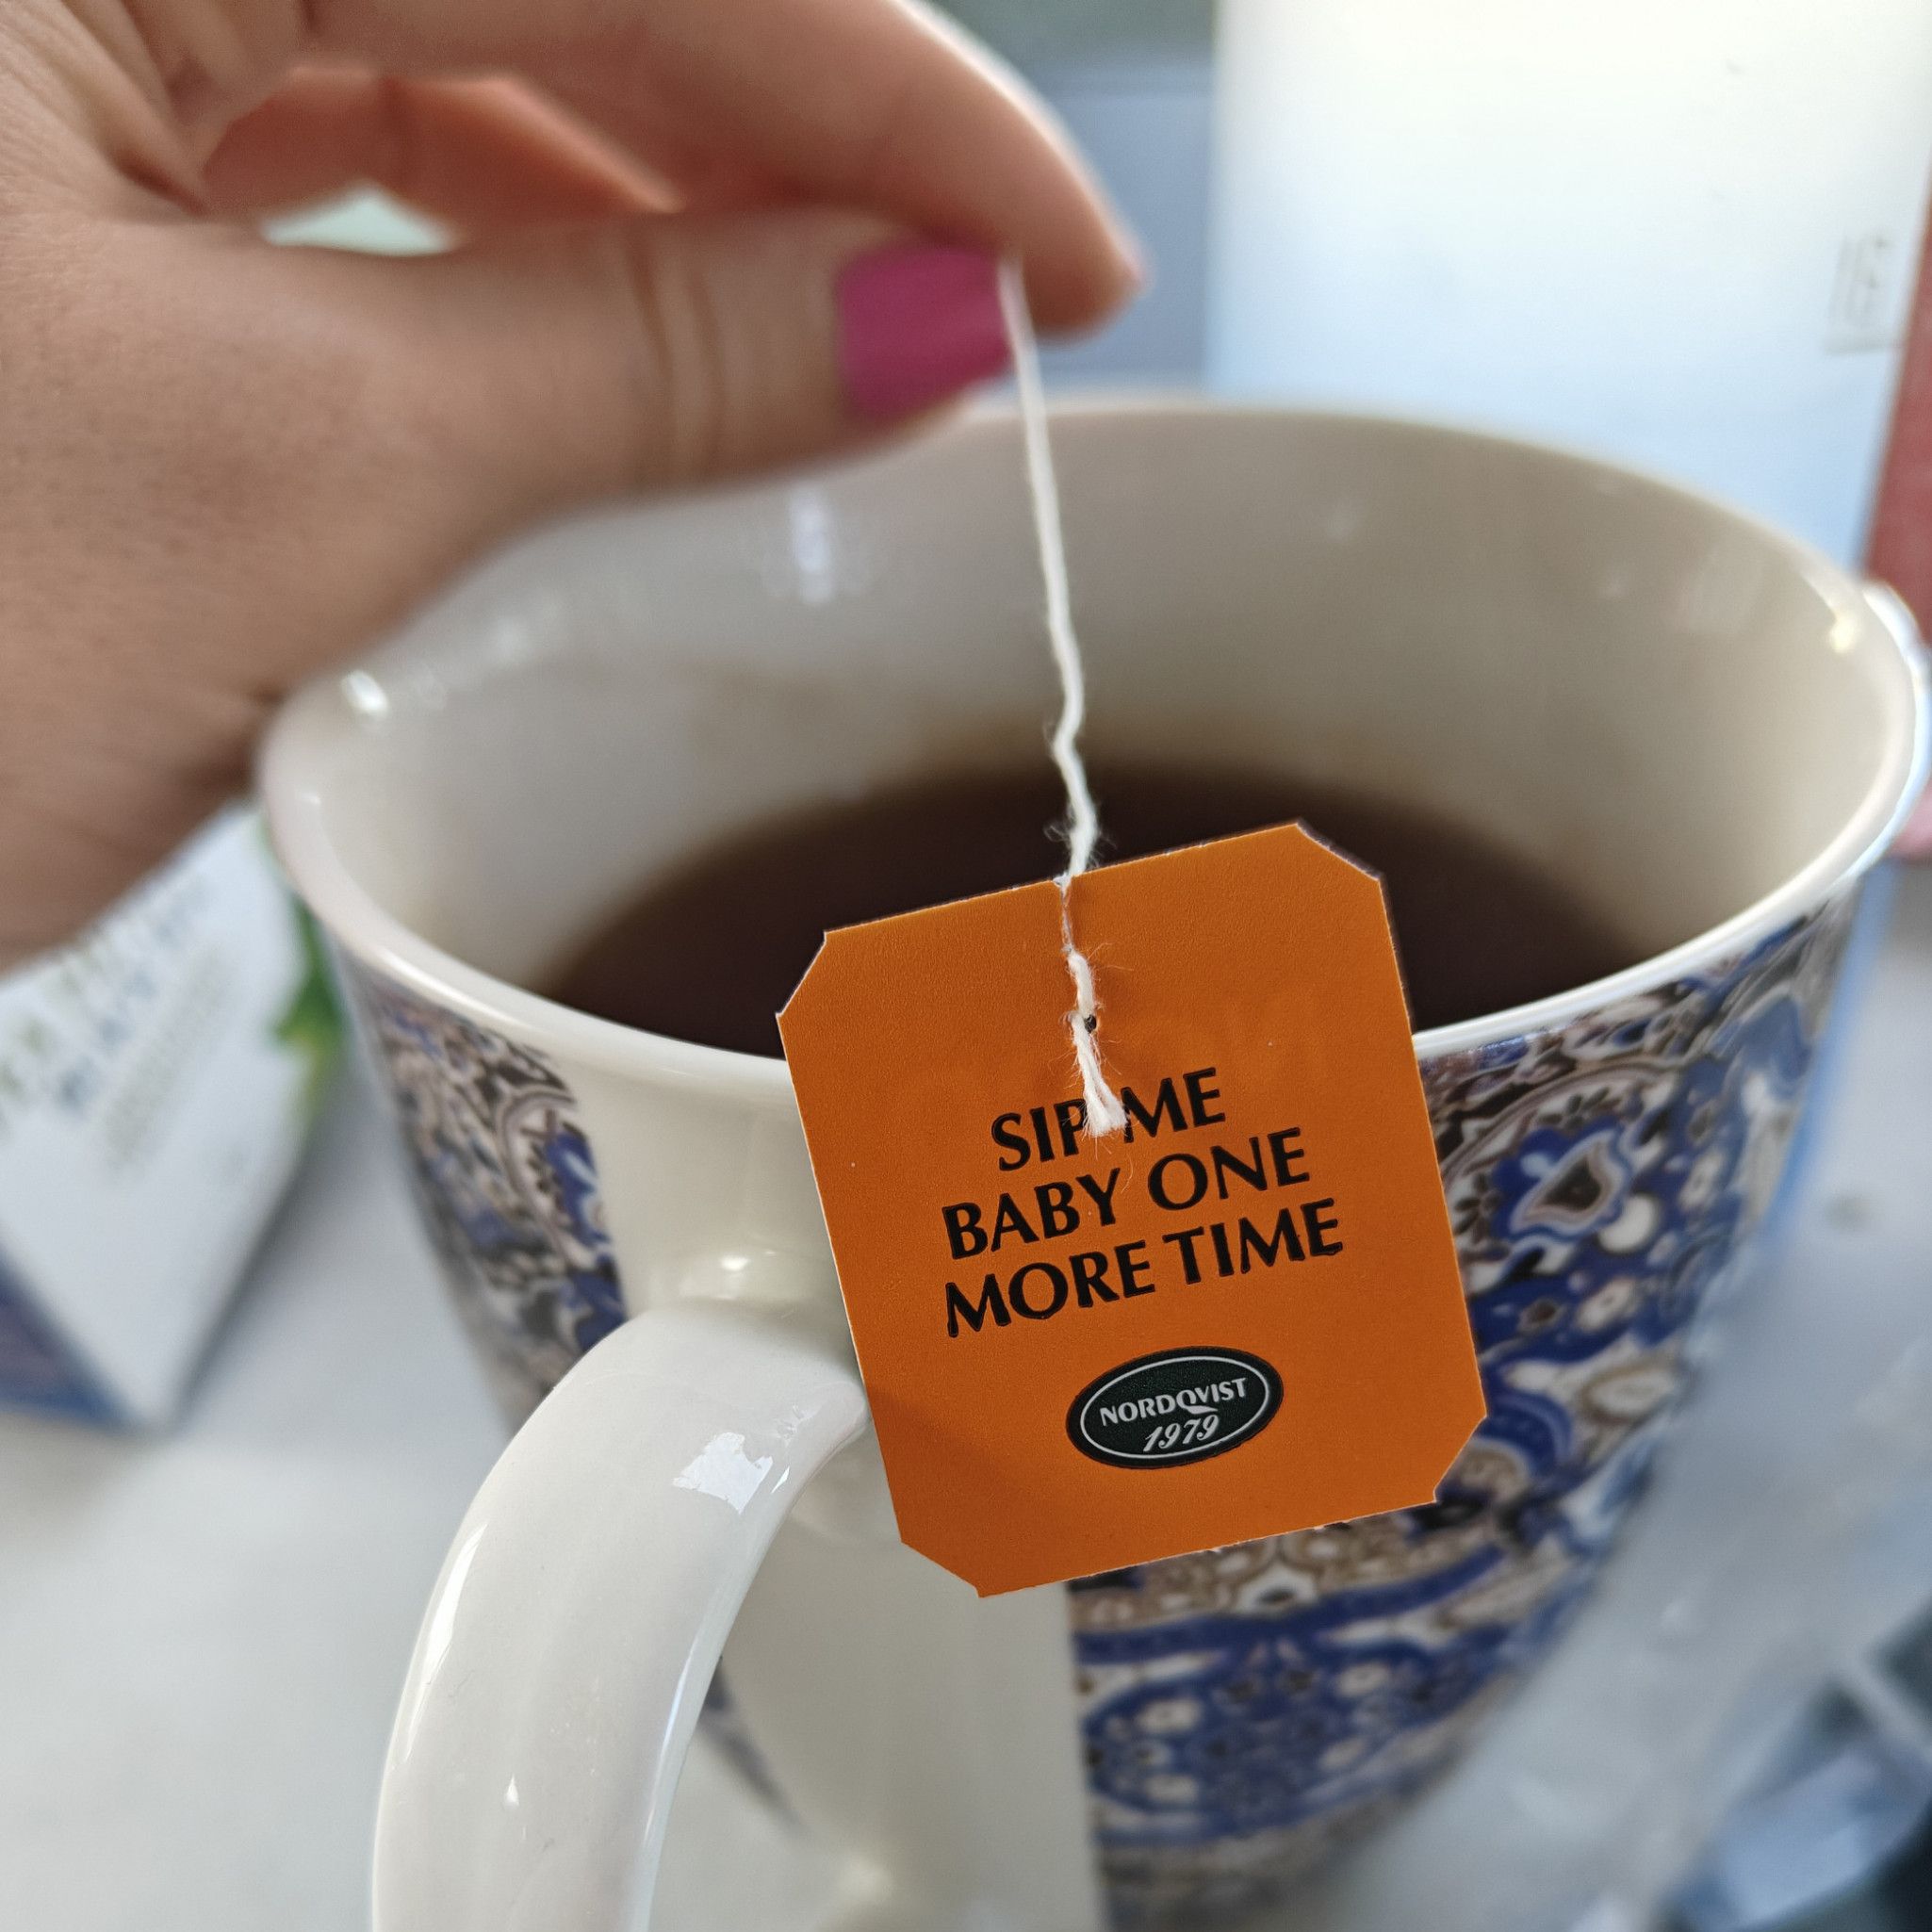 SIP ME
BABY ONE
MORE TIME
NORDQVIST
1979